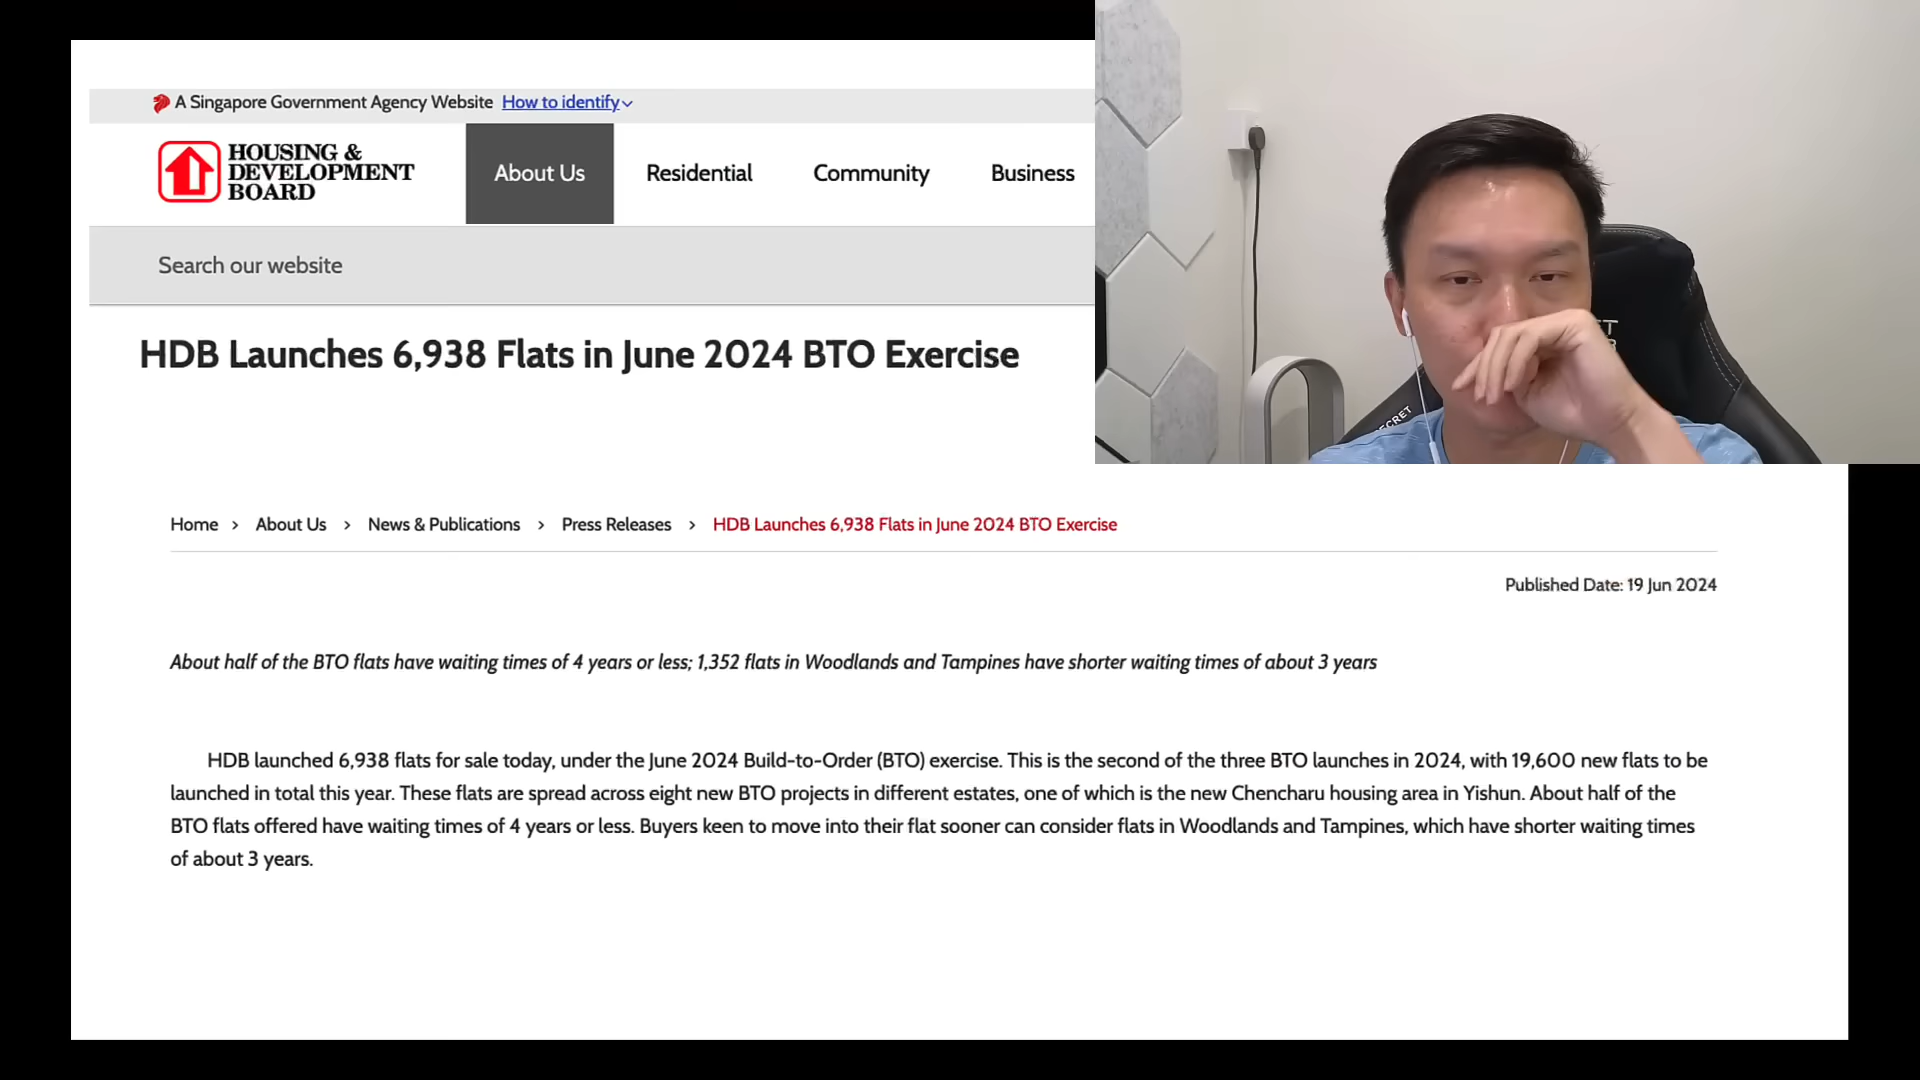 A Singapore Government Agency Website How to identify
HOUSING &
DEVELOPMENT
BOARD
About Us
Residential
Community
Business
Search our website
HDB Launches 6,938 Flats in June 2024 BTO Exercise
ECRET
Home > About Us > News & Publications > Press Releases > HDB Launches 6,938 Flats in June 2024 BTO Exercise
Published Date: 19 Jun 2024
About half of the BTO flats have waiting times of 4 years or less; 1,352 flats in Woodlands and Tampines have shorter waiting times of about 3 years
HDB launched 6,938 flats for sale today, under the June 2024 Build-to-Order (BTO) exercise. This is the second of the three BTO launches in 2024, with 19,600 new flats to be
launched in total this year. These flats are spread across eight new BTO projects in different estates, one of which is the new Chencharu housing area in Yishun. About half of the
BTO flats offered have waiting times of 4 years or less. Buyers keen to move into their flat sooner can consider flats in Woodlands and Tampines, which have shorter waiting times
of about 3 years.